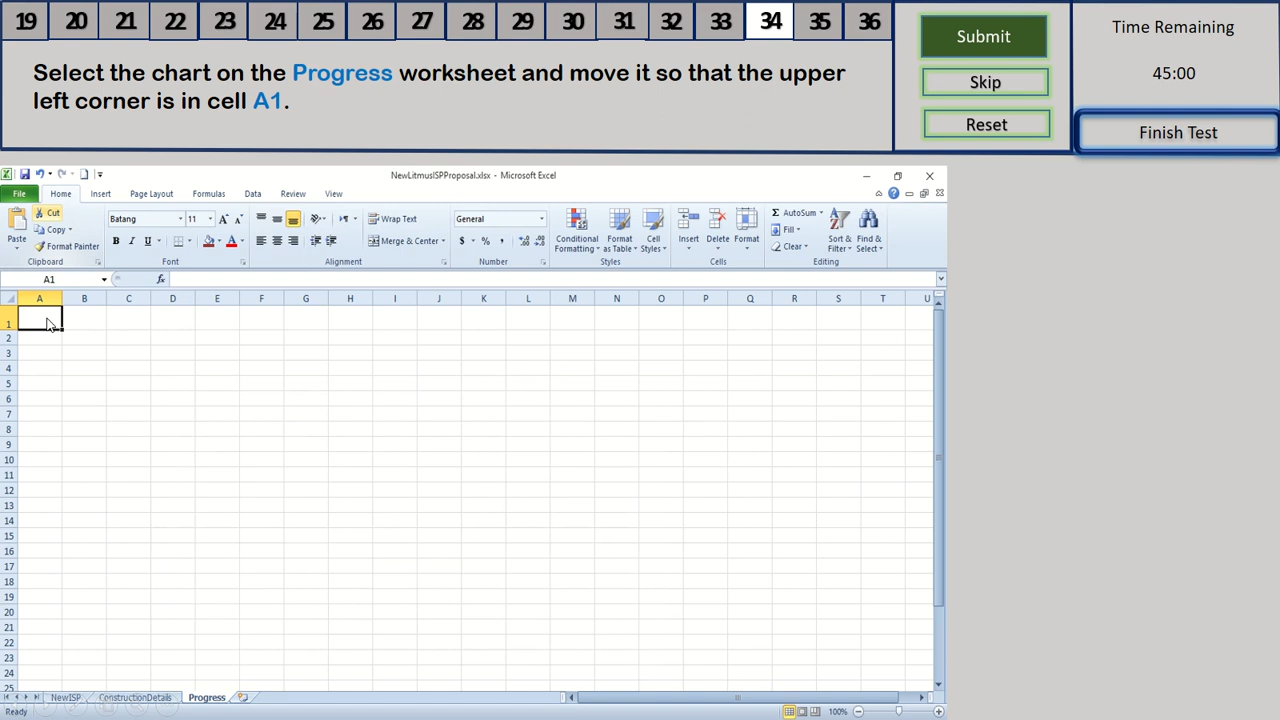 19 20 21 22 23 24 25 26 27 28 29 30 31 32 33 34 35 36
Select the chart on the Progress worksheet and move it so that the upper
left corner is in cell A1.
Submit
Skip
Reset
Time Remaining
45:00
Finish Test
NewLitmusISPProposal.xlsx - Microsoft Excel
File Home Insert Page Layout Formulas Data Review View
Paste
Cut
Copy
Format Painter
Clipboard
Batang 11
B I U
A
Font
Wrap Text
Merge & Center
Alignment
General
$ % ,
Number
Conditional
Formatting
Format
as Table
Cell
Styles
Styles
Insert Delete Format
Cells
AutoSum
Fill
Clear
Sort &
Filter
Find &
Select
Editing
A1 fx
A B C D E F G H I J K L M N O P Q R S T U
1
2
3
4
5
6
7
8
9
10
11
12
13
14
15
16
17
18
19
20
21
22
23
24
25
NewISP ConstructionDetails Progress
Ready 100%